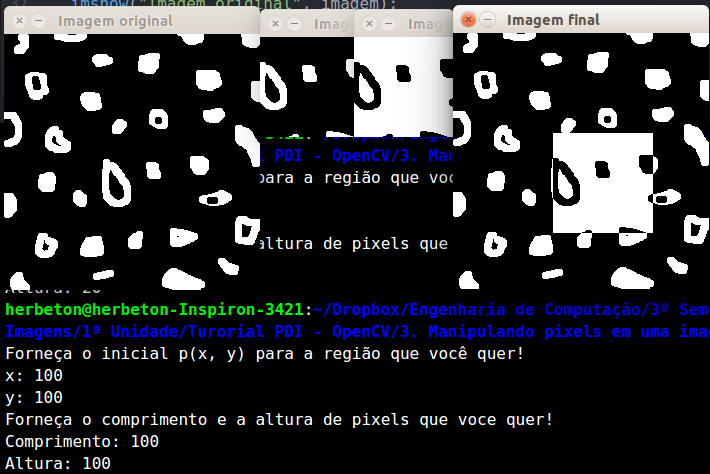 imshow("Imagem original", imagem);
Imagem original
Imag
Imag
Imagem final
l PDI - OpenCV/3. Man
para a região que voc
altura de pixels que
Altura: 20
herbeton@herbeton-Inspiron-3421:~/Dropbox/Engenharia de Computação/3º Sem
Imagens/1ª Unidade/Turorial PDI - OpenCV/3. Manipulando pixels em uma ima
Forneça o inicial p(x, y) para a região que você quer!
x: 100
y: 100
Forneça o comprimento e a altura de pixels que voce quer!
Comprimento: 100
Altura: 100